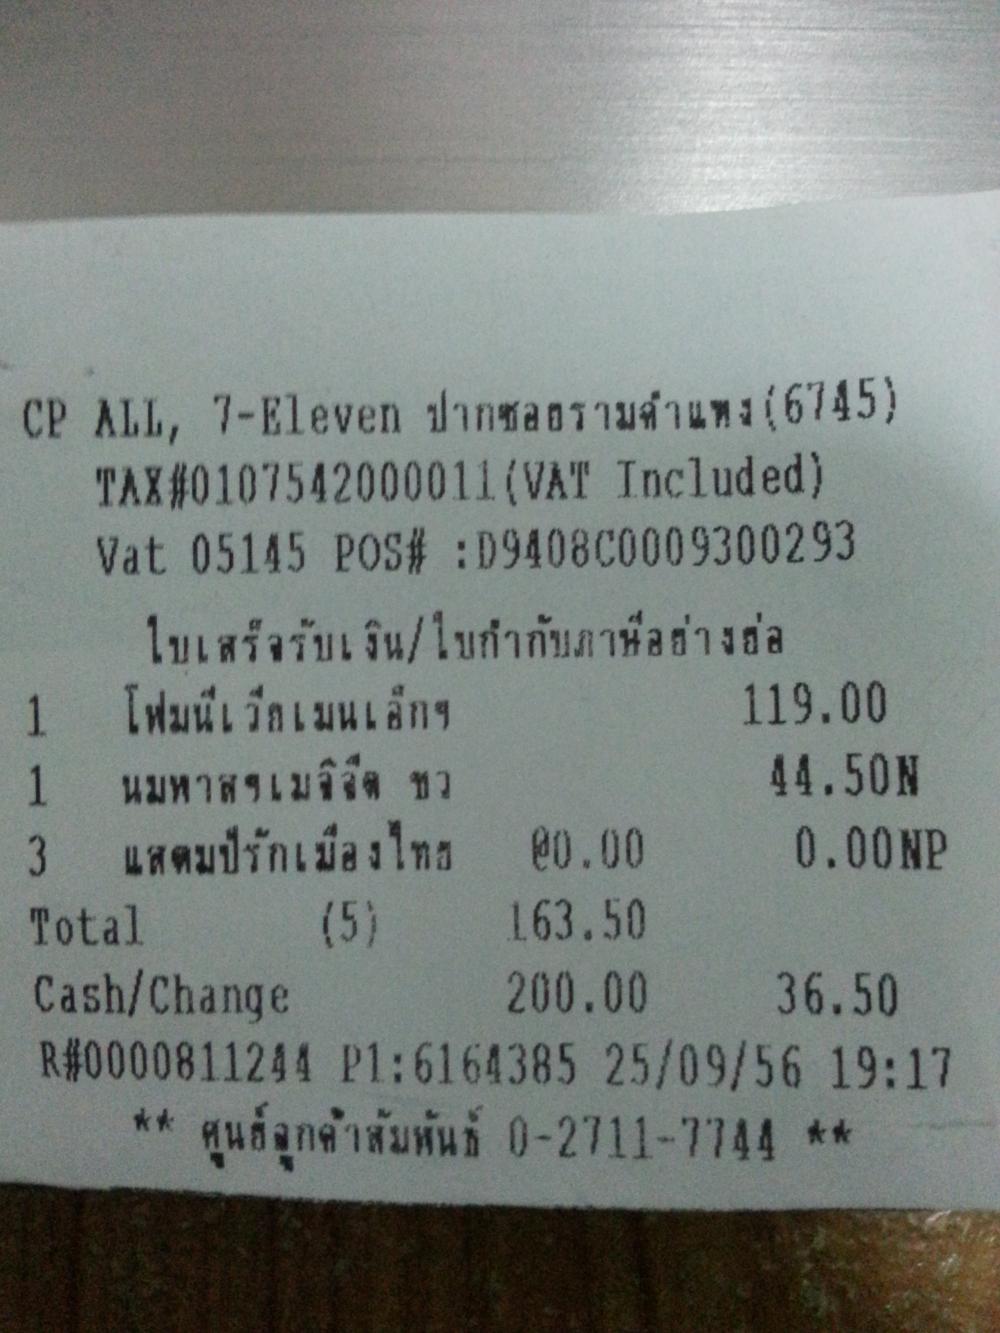 CP ALL, 7-Eleven ปากซอยรามคำแหง(6745)
TAX#0107542000011(VAT Included)
Vat 05145 POS# :D9408C0009300293
ใบเสร็จรับเงิน/ใบกำกับภาษีอย่างย่อ
1 โฟมนีเวียเมนเอ็กฯ 119.00
1 นมทาสฯเมจิจืด ขว 44.50N
3 แสตมป์รักเมืองไทย @0.00 0.00NP
Total (5) 163.50
Cash/Change 200.00 36.50
R#0000811244 P1:6164385 25/09/56 19:17
** ศูนย์ลูกค้าสัมพันธ์ 0-2711-7744 **